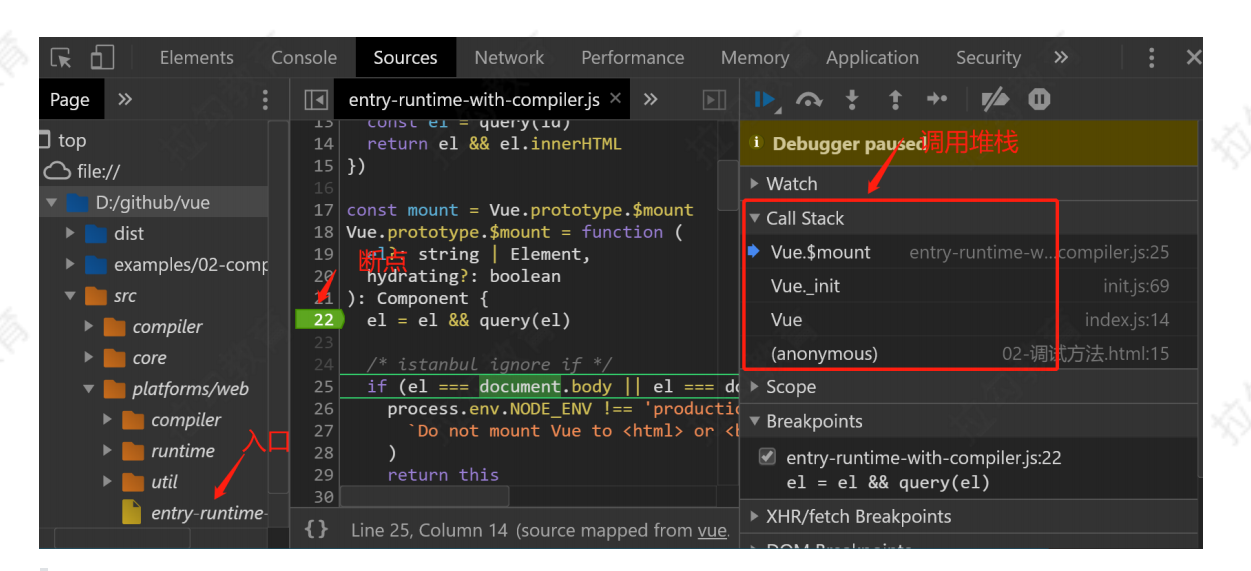 Elements Console Sources Network Performance Memory Application Security »
Page »
entry-runtime-with-compiler.js × »
top
file://
D:/github/vue
dist
examples/02-comp
src
compiler
core
platforms/web
compiler
runtime
util
entry-runtime-
入口
13 const el = query(id)
14 return el && el.innerHTML
15 })
16
17 const mount = Vue.prototype.$mount
18 Vue.prototype.$mount = function (
19 el?: string | Element,
20 hydrating?: boolean
21 ): Component {
22 el = el && query(el)
23
24 /* istanbul ignore if */
25 if (el === document.body || el === do
26 process.env.NODE_ENV !== 'productio
27 `Do not mount Vue to <html> or <b
28 )
29 return this
30
断点
{} Line 25, Column 14 (source mapped from vue.
Debugger paused
调用堆栈
Watch
Call Stack
Vue.$mount entry-runtime-w...compiler.js:25
Vue._init init.js:69
Vue index.js:14
(anonymous) 02-调试方法.html:15
Scope
Breakpoints
entry-runtime-with-compiler.js:22
el = el && query(el)
XHR/fetch Breakpoints
DOM Breakpoints